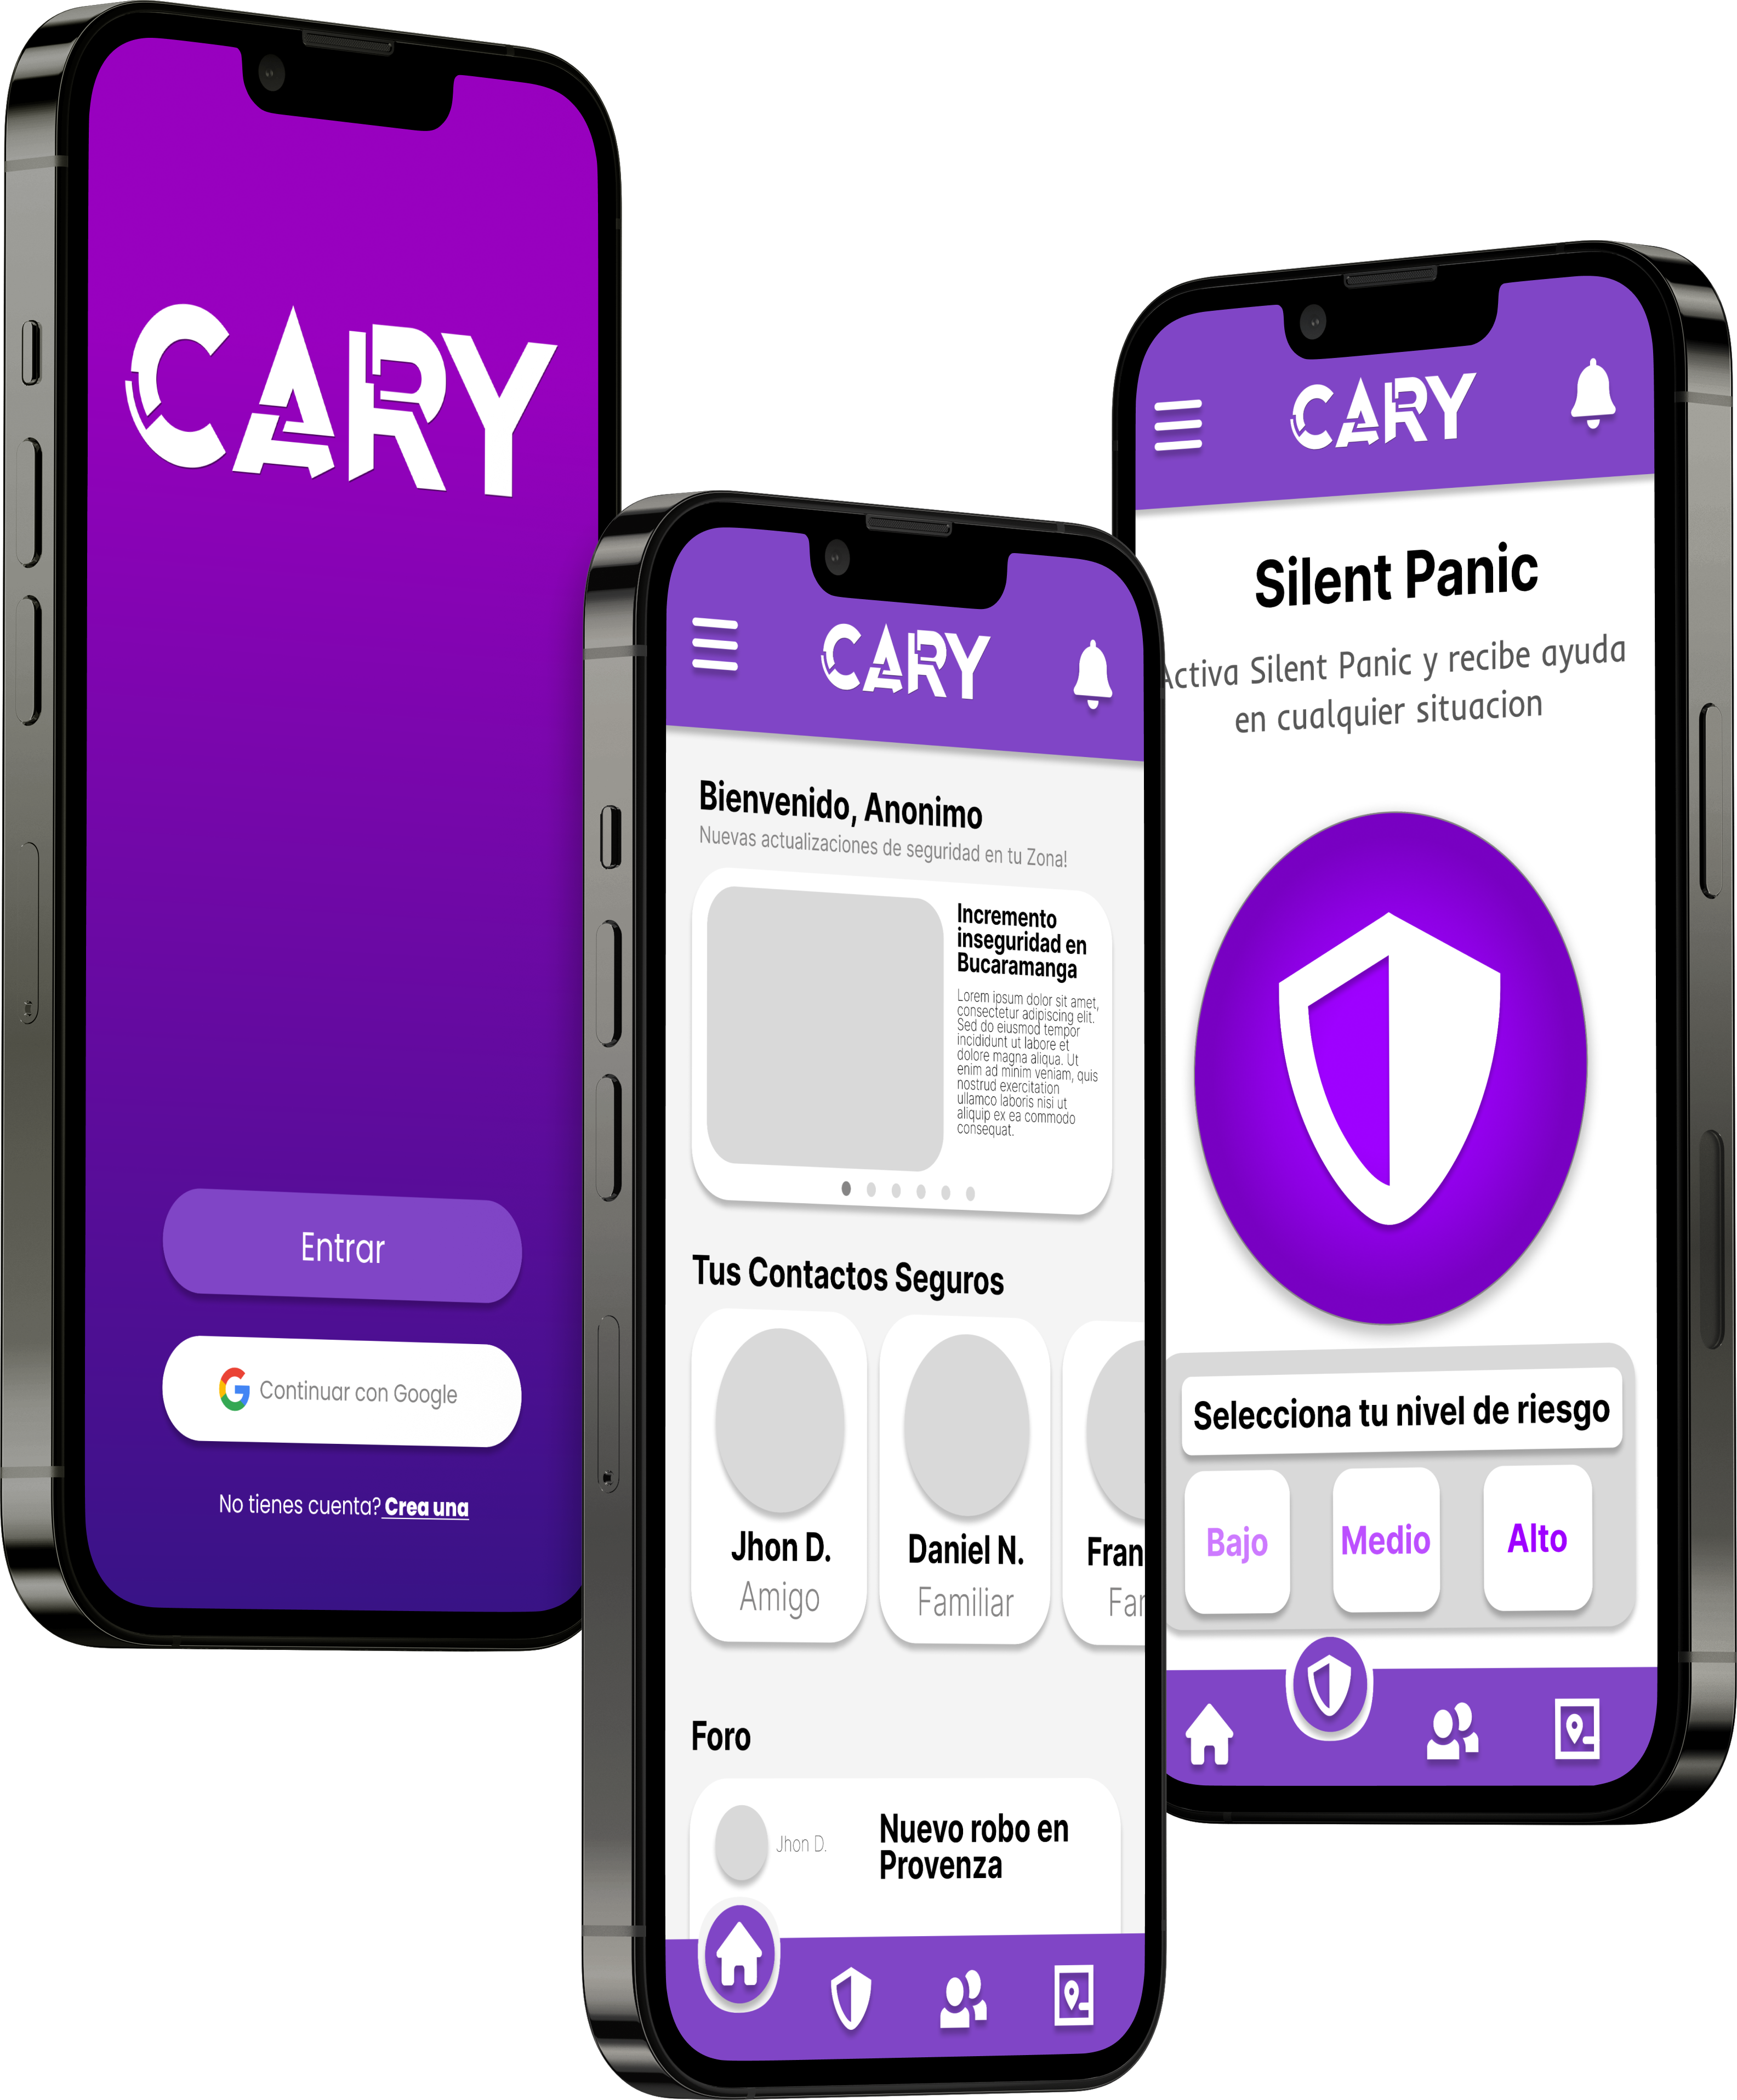 CARY
Entrar
Continuar con Google
No tienes cuenta? Crea una
CARY
Bienvenido, Anonimo
Nuevas actualizaciones de seguridad en tu Zona!
Incremento
inseguridad en
Bucaramanga
Lorem ipsum dolor sit amet,
consectetur adipiscing elit.
Sed do eiusmod tempor
incididunt ut labore et
dolore magna aliqua. Ut
enim ad minim veniam, quis
nostrud exercitation
ullamco laboris nisi ut
aliquip ex ea commodo
consequat.
Tus Contactos Seguros
Jhon D.
Amigo
Daniel N.
Familiar
Fran
Far
Foro
Jhon D.
Nuevo robo en
Provenza
CARY
Silent Panic
Activa Silent Panic y recibe ayuda
en cualquier situacion
Selecciona tu nivel de riesgo
Bajo
Medio
Alto